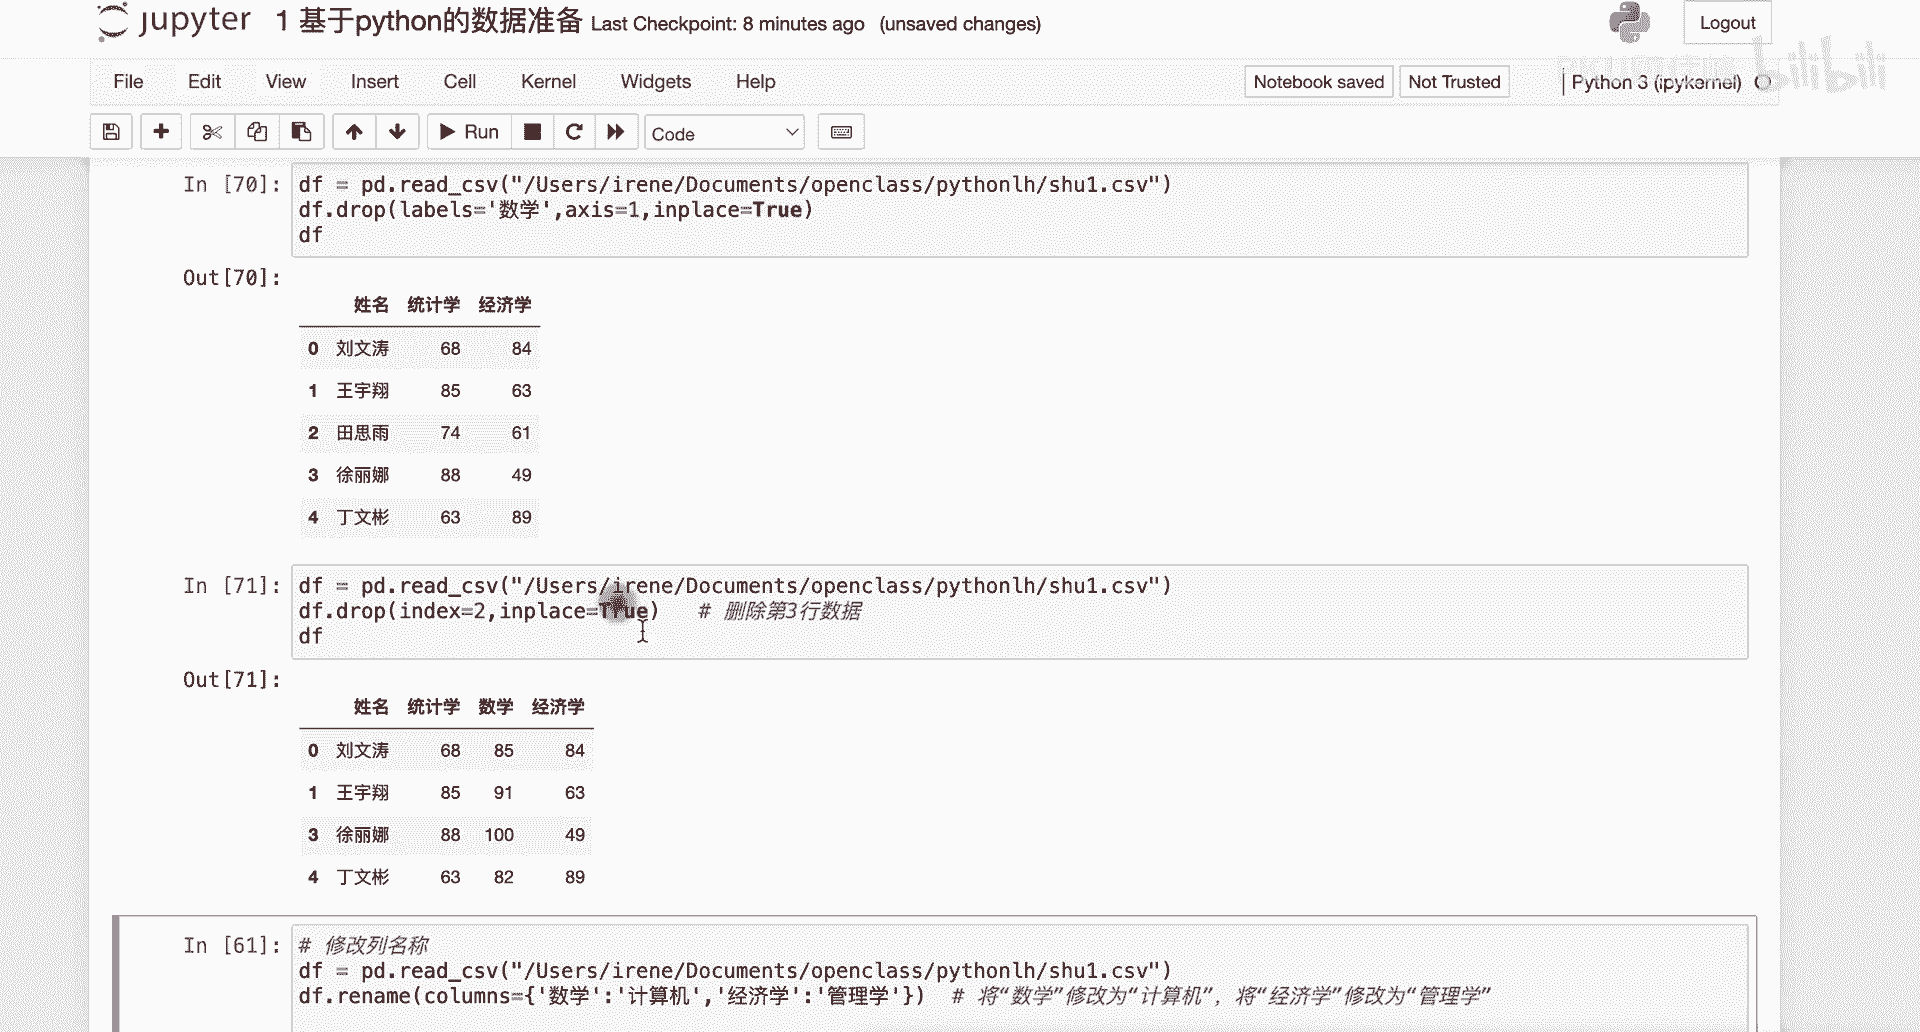 jupyter 1 基于python的数据准备 Last Checkpoint: 8 minutes ago (unsaved changes)
Logout
bilibili
File Edit View Insert Cell Kernel Widgets Help
Notebook saved Not Trusted Python 3 (ipykernel)
Run Code
In [70]: df = pd.read_csv("/Users/irene/Documents/openclass/pythonlh/shu1.csv")
df.drop(labels='数学',axis=1,inplace=True)
df
Out[70]:
姓名 统计学 经济学
0 刘文涛 68 84
1 王宇翔 85 63
2 田思雨 74 61
3 徐丽娜 88 49
4 丁文彬 63 89
In [71]: df = pd.read_csv("/Users/irene/Documents/openclass/pythonlh/shu1.csv")
df.drop(index=2,inplace=True) # 删除第3行数据
df
Out[71]:
姓名 统计学 数学 经济学
0 刘文涛 68 85 84
1 王宇翔 85 91 63
3 徐丽娜 88 100 49
4 丁文彬 63 82 89
In [61]: # 修改列名称
df = pd.read_csv("/Users/irene/Documents/openclass/pythonlh/shu1.csv")
df.rename(columns={'数学':'计算机','经济学':'管理学'}) # 将“数学”修改为“计算机”，将“经济学”修改为“管理学”